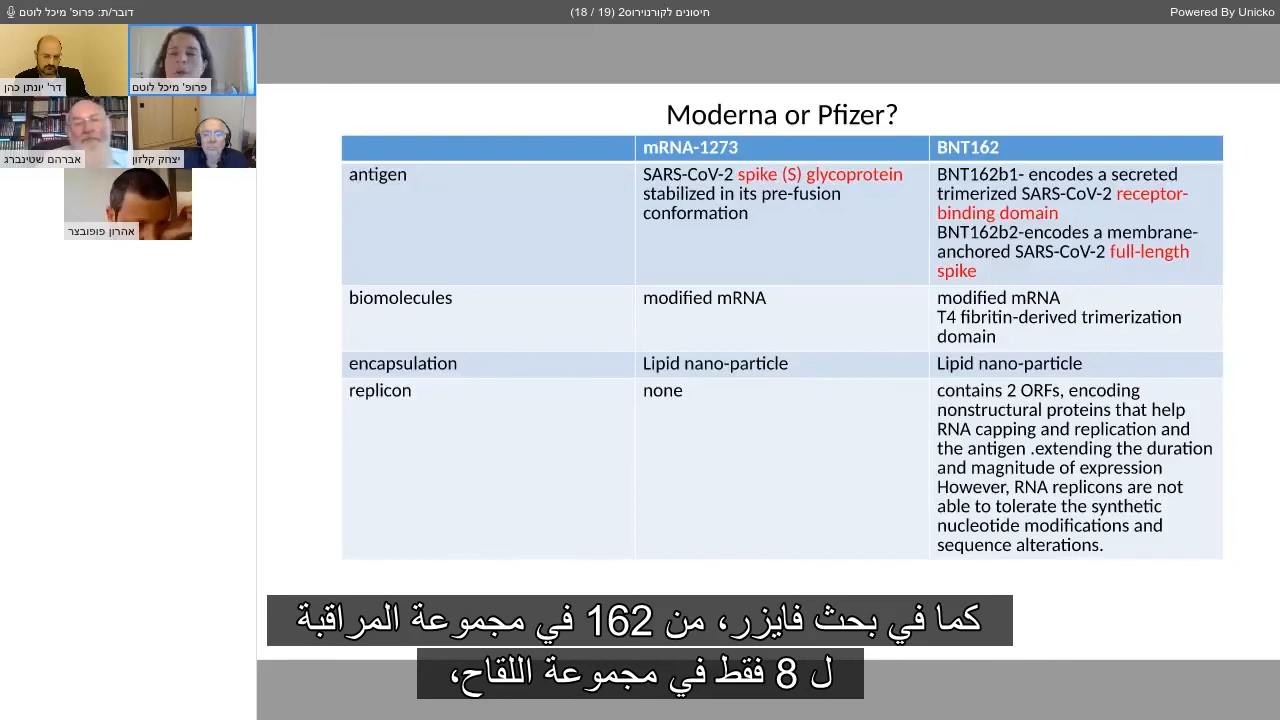 דובר/ת: פרופ' מיכל לוטם
חיסונים לקורנוירוס2 (19 / 18)
Powered By Unicko
דר' יונתן כהן
פרופ' מיכל לוטם
אברהם שטינברג
יצחק קלזון
אהרון פופובצר
Moderna or Pfizer?
mRNA-1273
BNT162
antigen
SARS-CoV-2 spike (S) glycoprotein
stabilized in its pre-fusion
conformation
BNT162b1- encodes a secreted
trimerized SARS-CoV-2 receptor-
binding domain
BNT162b2-encodes a membrane-
anchored SARS-CoV-2 full-length
spike
biomolecules
modified mRNA
modified mRNA
T4 fibritin-derived trimerization
domain
encapsulation
Lipid nano-particle
Lipid nano-particle
replicon
none
contains 2 ORFs, encoding
nonstructural proteins that help
RNA capping and replication and
the antigen .extending the duration
and magnitude of expression
However, RNA replicons are not
able to tolerate the synthetic
nucleotide modifications and
sequence alterations.
كما في بحث فايزر، من 162 في مجموعة المراقبة
ل 8 فقط في مجموعة اللقاح،